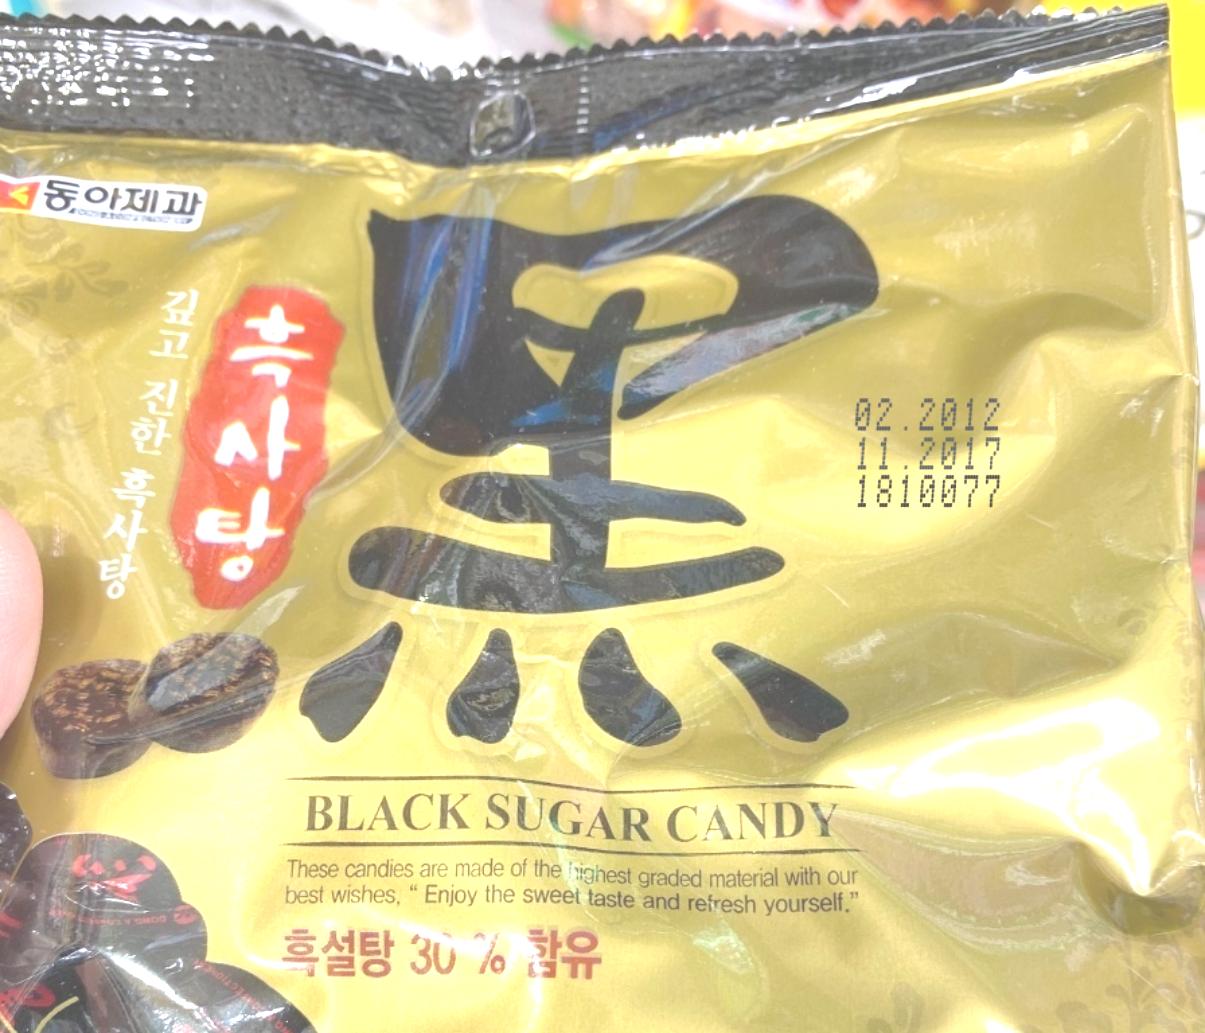 동아제과
깊고 진한 흑사탕
흑사탕
黑
02.2012
11.2017
1810077
BLACK SUGAR CANDY
These candies are made of the highest graded material with our
best wishes, “ Enjoy the sweet taste and refresh yourself.”
흑설탕 30 % 함유